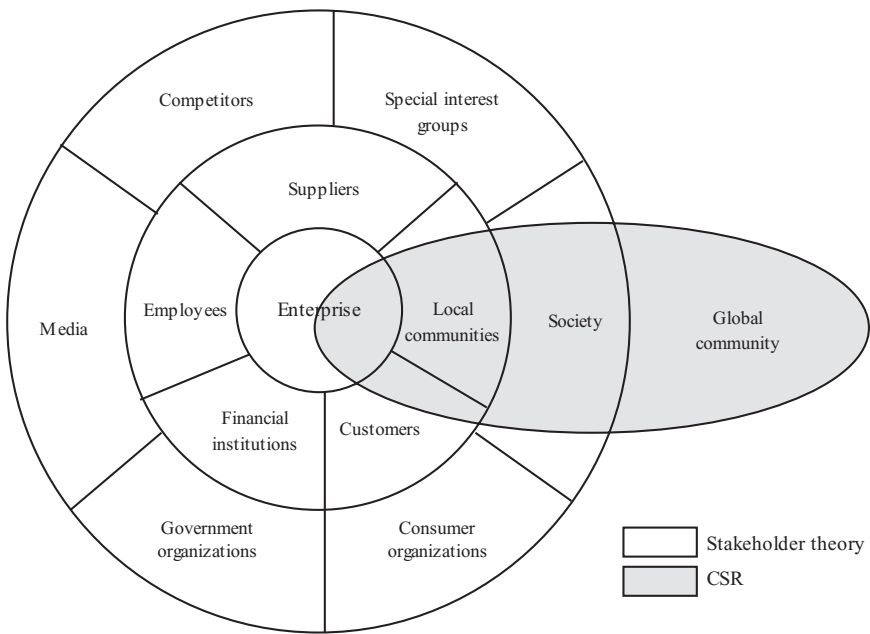 Competitors
Special interest
groups
Suppliers
Media
Employees
Enterprise
Local
communities
Society
Global
community
Financial
institutions
Customers
Government
organizations
Consumer
organizations
Stakeholder theory
CSR